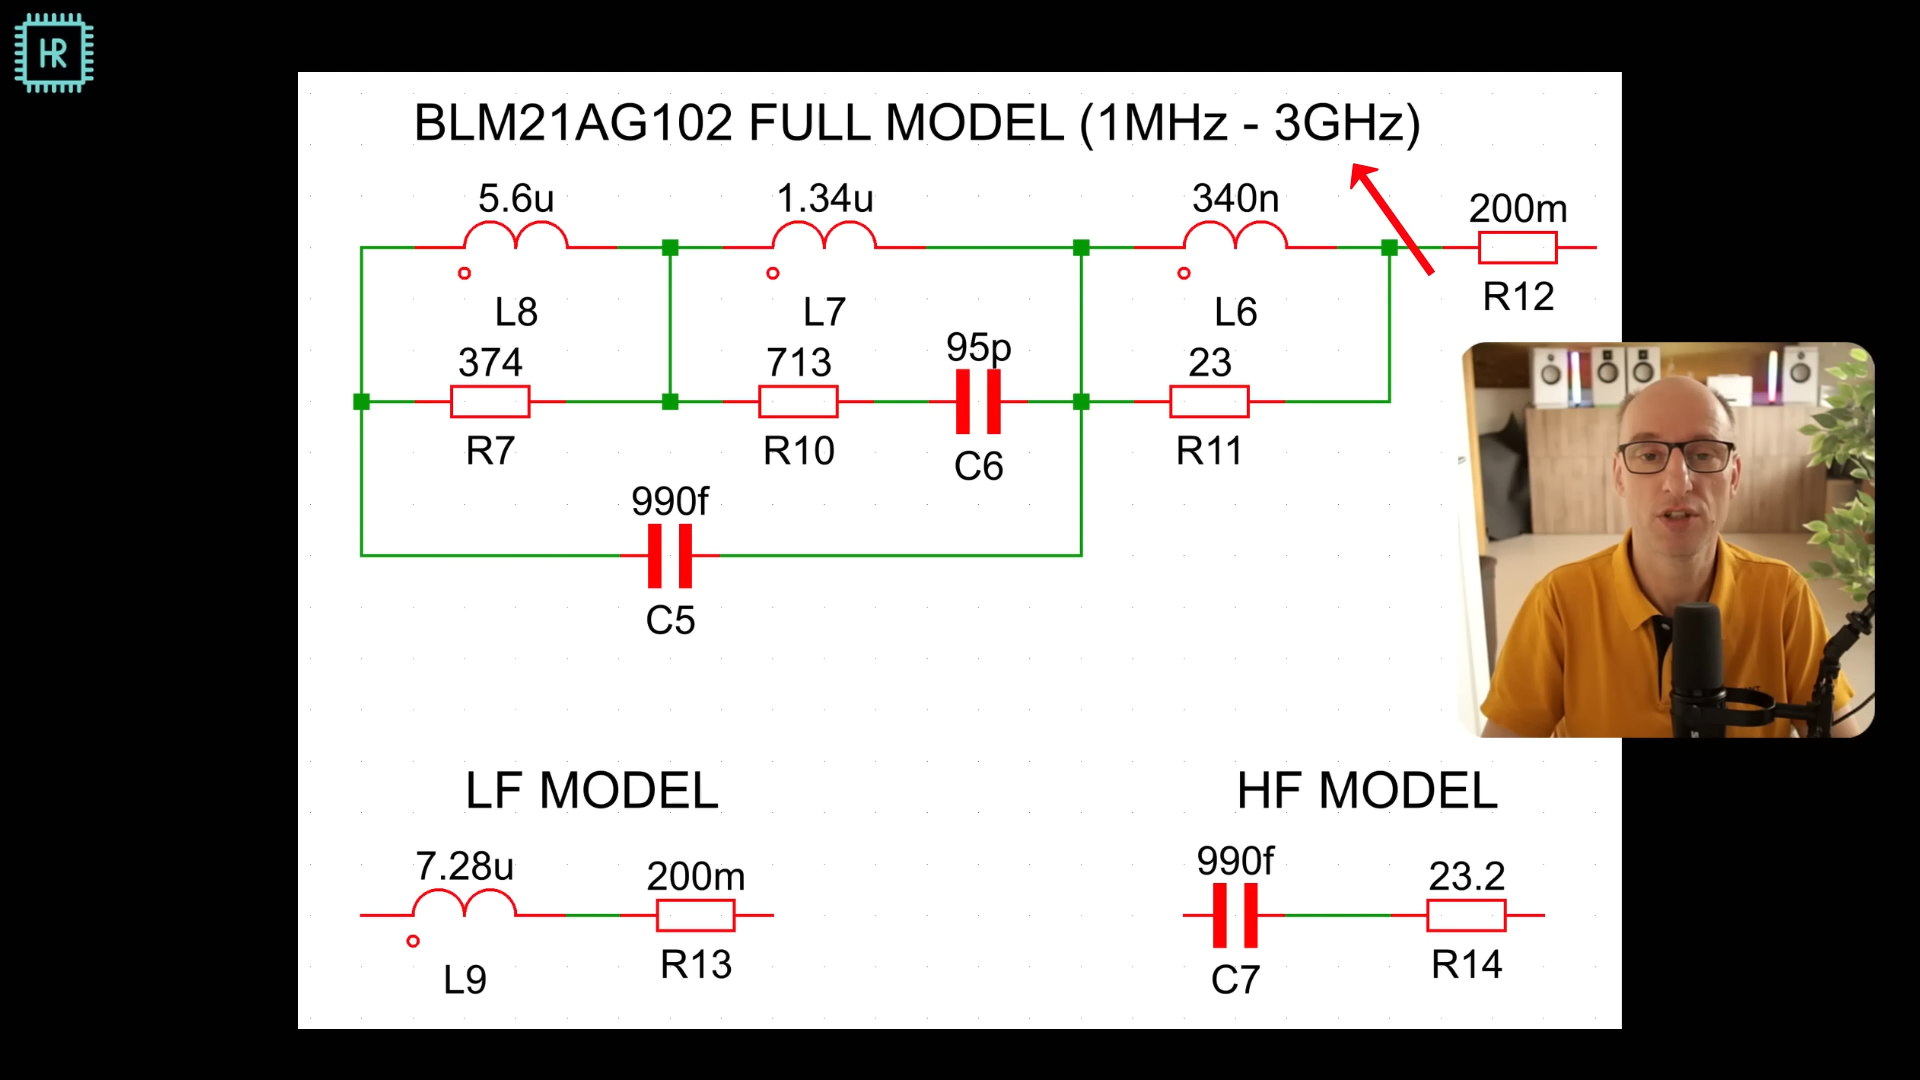 HR
BLM21AG102 FULL MODEL (1MHz - 3GHz)
5.6u 1.34u 340n 200m
L8 L7 L6 R12
374 713 95p 23
R7 R10 C6 R11
990f
C5
LF MODEL HF MODEL
7.28u 200m 990f 23.2
L9 R13 C7 R14